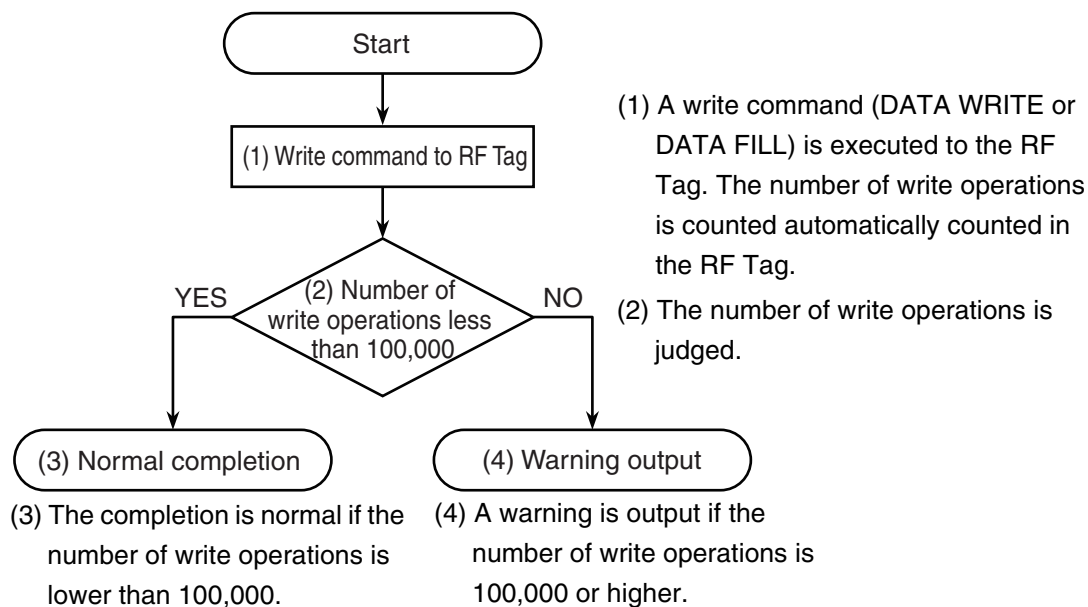 Start
(1) Write command to RF Tag
(1) A write command (DATA WRITE or
DATA FILL) is executed to the RF
Tag. The number of write operations
is counted automatically counted in
the RF Tag.
(2) The number of write operations is
judged.
YES
(2) Number of
write operations less
than 100,000
NO
(3) Normal completion
(4) Warning output
(3) The completion is normal if the
number of write operations is
lower than 100,000.
(4) A warning is output if the
number of write operations is
100,000 or higher.